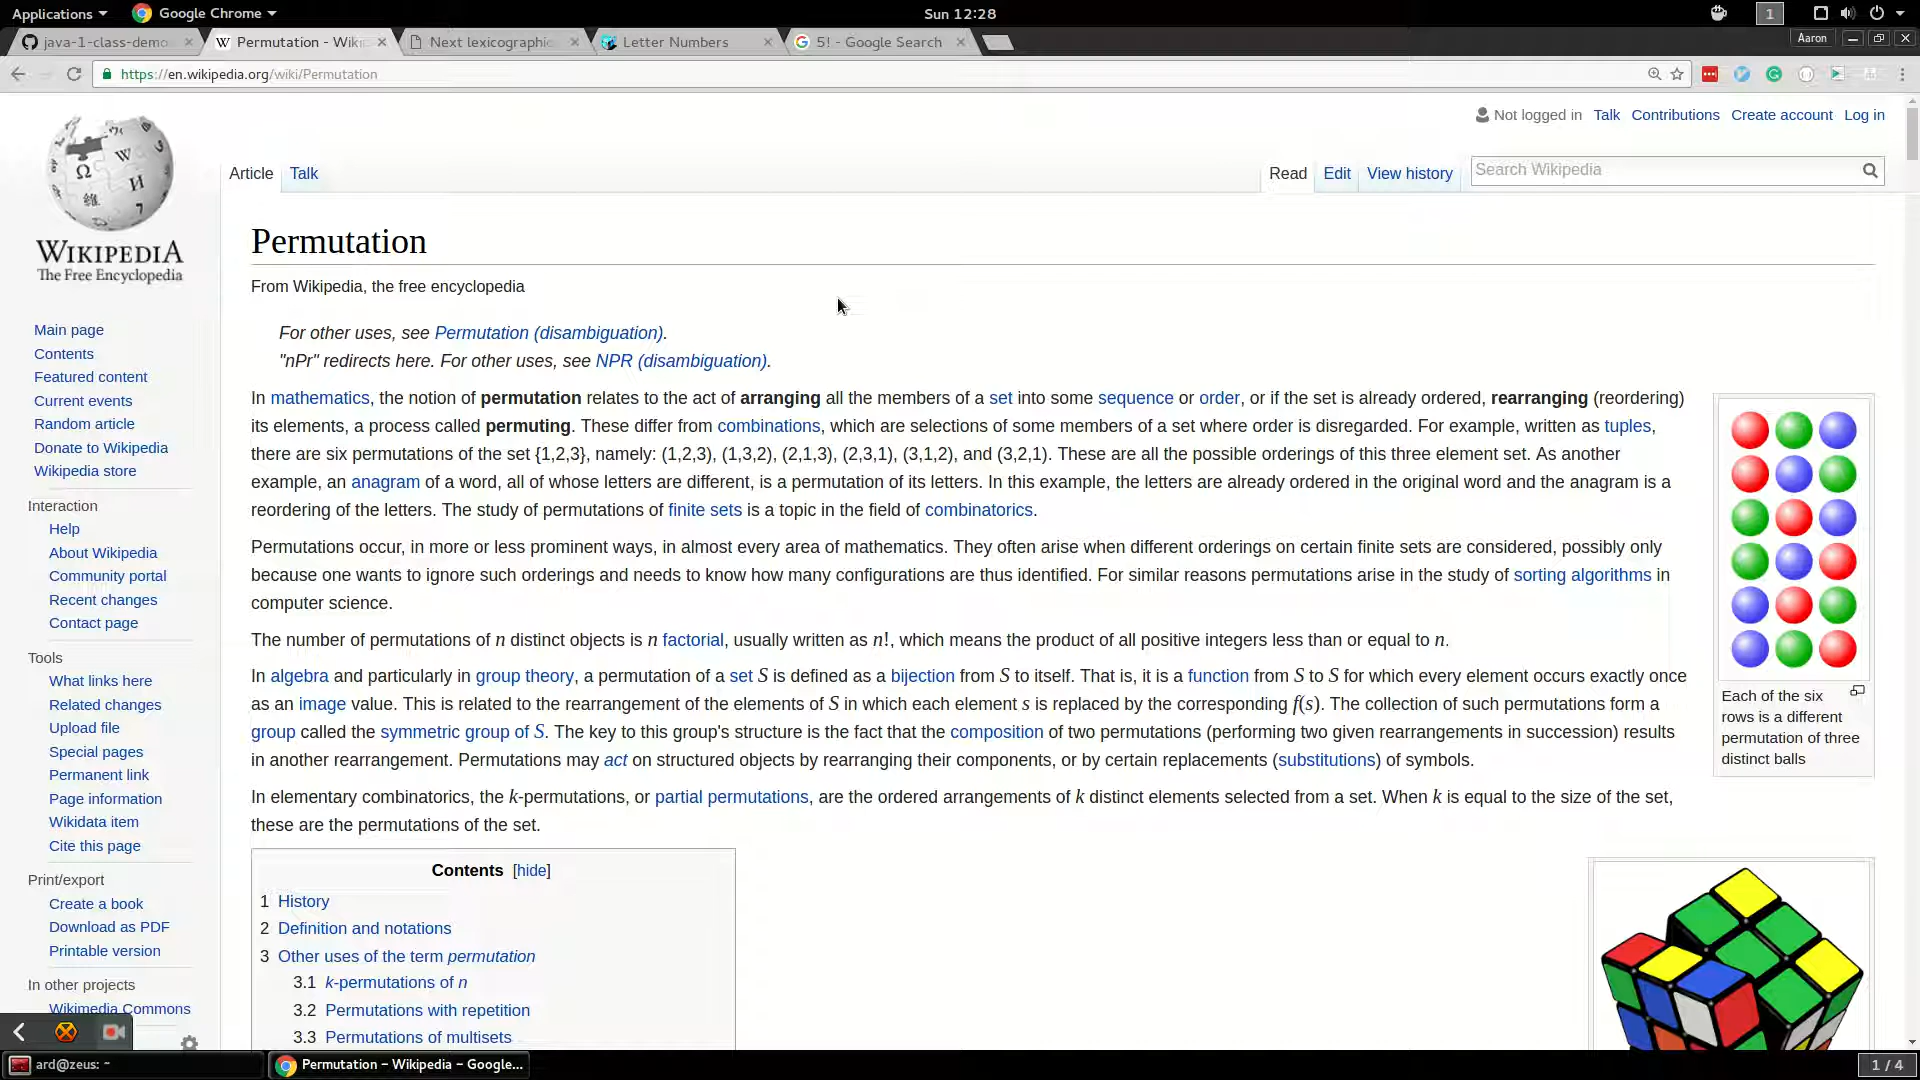 Applications
Google Chrome
Sun 12:28
1
java-1-class-demo
Permutation - Wiki
Next lexicographic
Letter Numbers
5! - Google Search
Aaron
https://en.wikipedia.org/wiki/Permutation
Not logged in Talk Contributions Create account Log in
Article Talk
Read Edit View history
Search Wikipedia
WIKIPEDIA
The Free Encyclopedia
Main page
Contents
Featured content
Current events
Random article
Donate to Wikipedia
Wikipedia store
Interaction
Help
About Wikipedia
Community portal
Recent changes
Contact page
Tools
What links here
Related changes
Upload file
Special pages
Permanent link
Page information
Wikidata item
Cite this page
Print/export
Create a book
Download as PDF
Printable version
In other projects
Wikimedia Commons
Permutation
From Wikipedia, the free encyclopedia
For other uses, see Permutation (disambiguation).
"nPr" redirects here. For other uses, see NPR (disambiguation).
In mathematics, the notion of permutation relates to the act of arranging all the members of a set into some sequence or order, or if the set is already ordered, rearranging (reordering)
its elements, a process called permuting. These differ from combinations, which are selections of some members of a set where order is disregarded. For example, written as tuples,
there are six permutations of the set {1,2,3}, namely: (1,2,3), (1,3,2), (2,1,3), (2,3,1), (3,1,2), and (3,2,1). These are all the possible orderings of this three element set. As another
example, an anagram of a word, all of whose letters are different, is a permutation of its letters. In this example, the letters are already ordered in the original word and the anagram is a
reordering of the letters. The study of permutations of finite sets is a topic in the field of combinatorics.
Permutations occur, in more or less prominent ways, in almost every area of mathematics. They often arise when different orderings on certain finite sets are considered, possibly only
because one wants to ignore such orderings and needs to know how many configurations are thus identified. For similar reasons permutations arise in the study of sorting algorithms in
computer science.
The number of permutations of n distinct objects is n factorial, usually written as n!, which means the product of all positive integers less than or equal to n.
In algebra and particularly in group theory, a permutation of a set S is defined as a bijection from S to itself. That is, it is a function from S to S for which every element occurs exactly once
as an image value. This is related to the rearrangement of the elements of S in which each element s is replaced by the corresponding f(s). The collection of such permutations form a
group called the symmetric group of S. The key to this group's structure is the fact that the composition of two permutations (performing two given rearrangements in succession) results
in another rearrangement. Permutations may act on structured objects by rearranging their components, or by certain replacements (substitutions) of symbols.
In elementary combinatorics, the k-permutations, or partial permutations, are the ordered arrangements of k distinct elements selected from a set. When k is equal to the size of the set,
these are the permutations of the set.
Each of the six
rows is a different
permutation of three
distinct balls
Contents [hide]
1 History
2 Definition and notations
3 Other uses of the term permutation
3.1 k-permutations of n
3.2 Permutations with repetition
3.3 Permutations of multisets
ard@zeus: ~
Permutation – Wikipedia – Google...
1 / 4